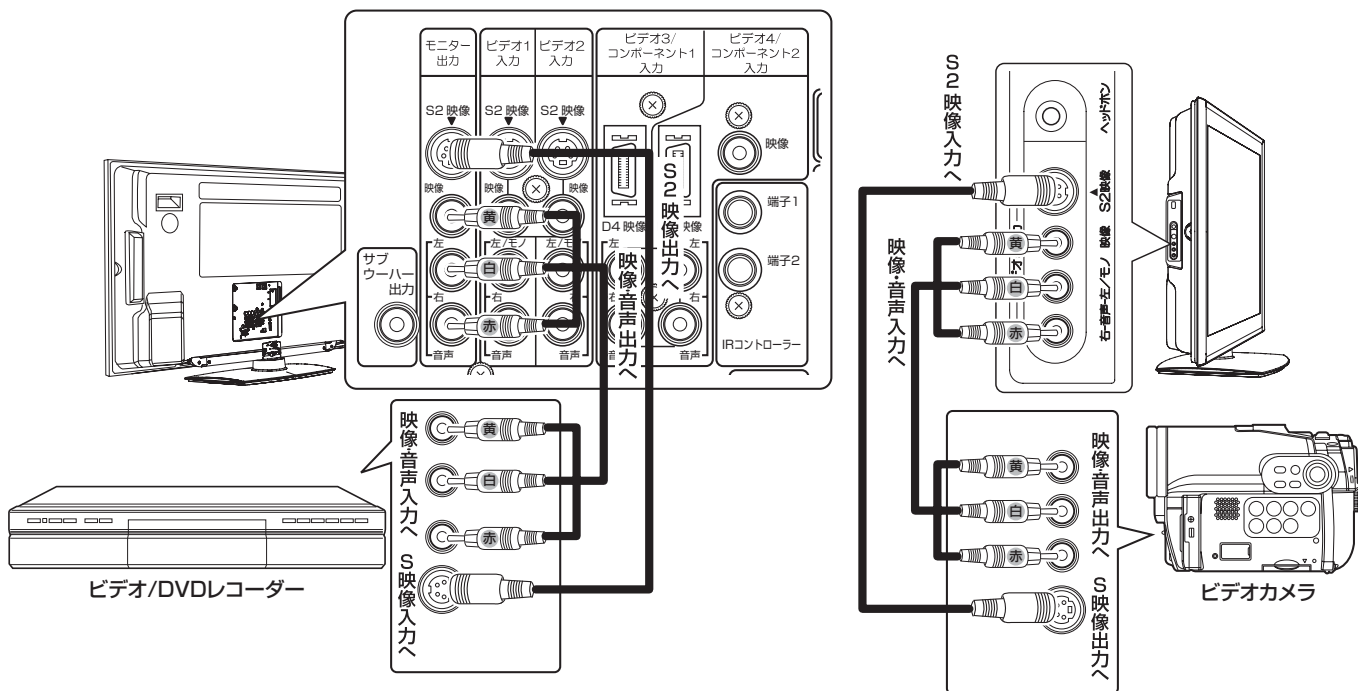 モニター
出力
ビデオ1
入力
ビデオ2
入力
ビデオ3/
コンポーネント1
入力
ビデオ4/
コンポーネント2
入力
S2 映像
S2 映像
S2 映像
映像
映像
映像
映像
黄
左
左/モノ
左/モ
D4 映像
映像
左
端子1
端子2
サブ
ウーハー
出力
白
右
右
右
赤
音声
音声
音声
音声
IRコントローラー
S2映像出力へ
映像・音声出力へ
映像・音声入力へ
黄
白
赤
S映像入力へ
ビデオ/DVDレコーダー
S2映像入力へ
ヘッドホン
S2映像
映像
右-音声-左/モノ
黄
白
赤
映像・音声入力へ
黄
白
赤
映像・音声出力へ
S映像出力へ
ビデオカメラ